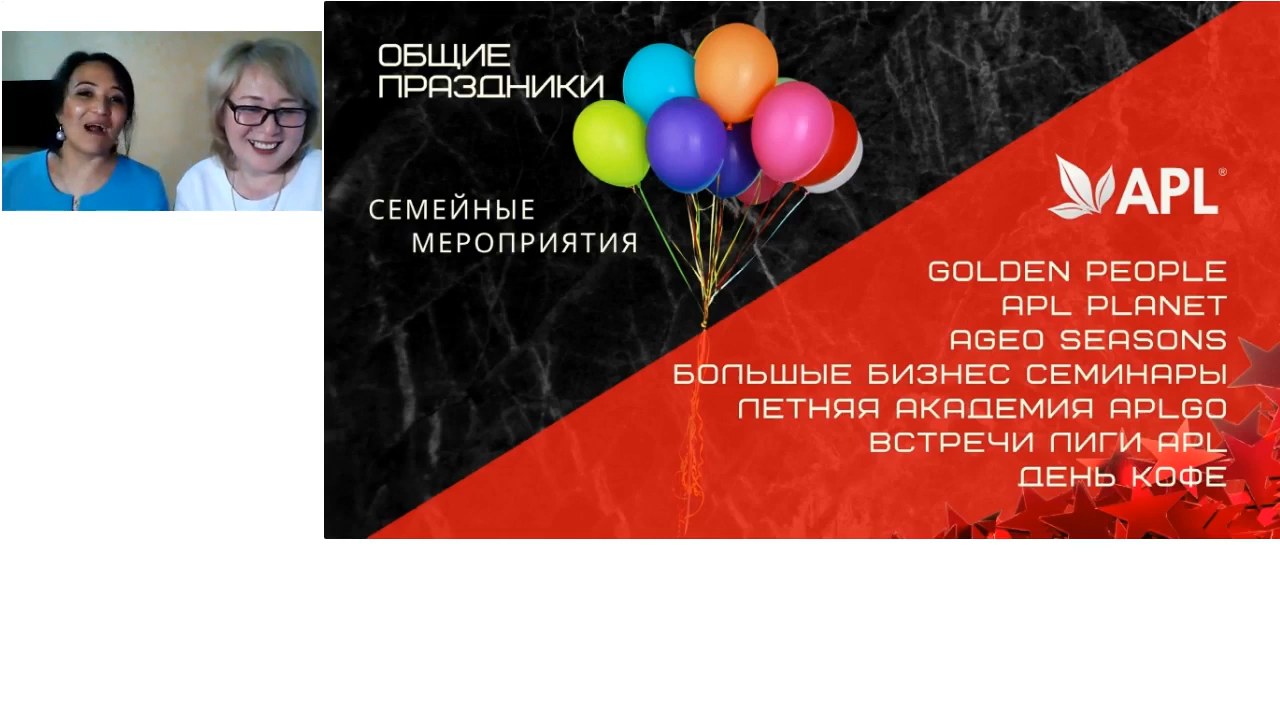 ОБЩИЕ
ПРАЗДНИКИ
СЕМЕЙНЫЕ
МЕРОПРИЯТИЯ
APL®
GOLDEN PEOPLE
APL PLANET
AGEO SEASONS
БОЛЬШЫЕ БИЗНЕС СЕМИНАРЫ
ЛЕТНЯЯ АКАДЕМИЯ APLGO
ВСТРЕЧИ ЛИГИ APL
ДЕНЬ КОФЕ